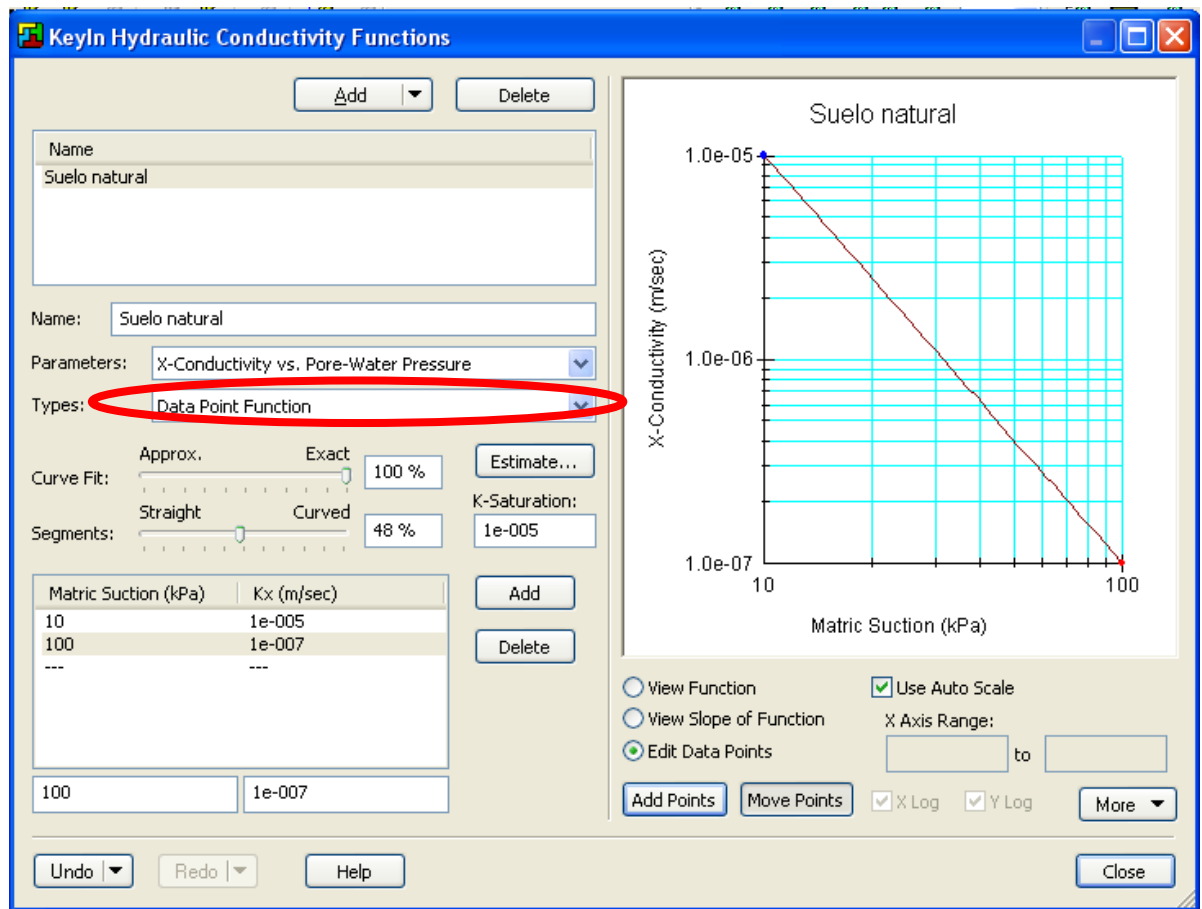 KeyIn Hydraulic Conductivity Functions
Add
Delete
Name
Suelo natural
Name: Suelo natural
Parameters: X-Conductivity vs. Pore-Water Pressure
Types: Data Point Function
Approx. Exact
Curve Fit: 100 %
Estimate...
Straight Curved
Segments: 48 %
K-Saturation:
1e-005
Matric Suction (kPa) Kx (m/sec)
10 1e-005
100 1e-007
--- ---
Add
Delete
100 1e-007
Suelo natural
1.0e-05
1.0e-06
1.0e-07
X-Conductivity (m/sec)
10 100
Matric Suction (kPa)
View Function
View Slope of Function
Edit Data Points
Use Auto Scale
X Axis Range:
to
Add Points Move Points X Log Y Log More
Undo Redo Help Close